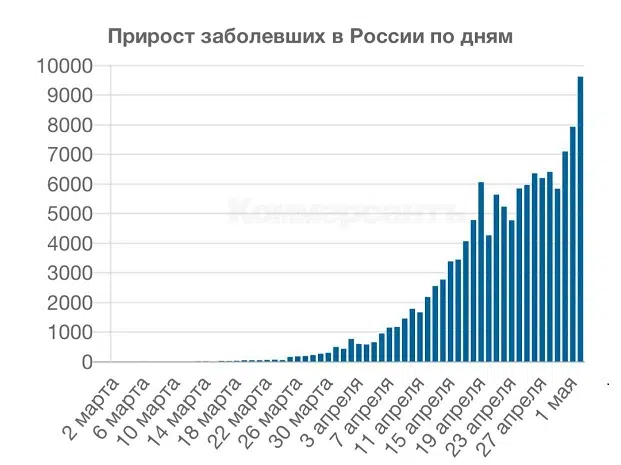 Прирост заболевших в России по дням
10000
9000
8000
7000
6000
5000
4000
3000
2000
1000
0
Коммерсантъ
2 марта
6 марта
10 марта
14 марта
18 марта
22 марта
26 марта
30 марта
3 апреля
7 апреля
11 апреля
15 апреля
19 апреля
23 апреля
27 апреля
1 мая